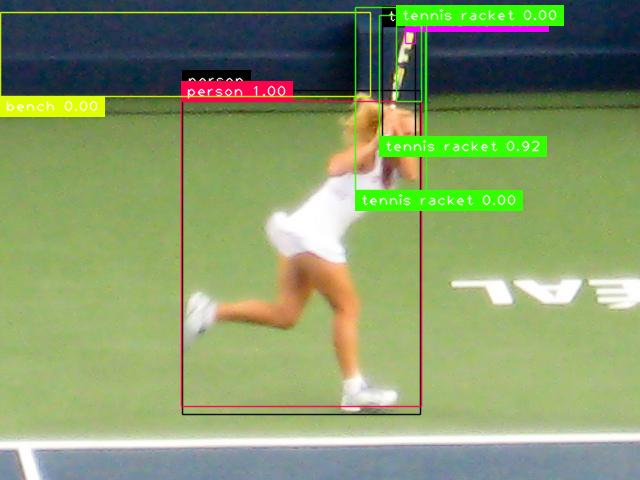 tennis racket 0.00
person
person 1.00
bench 0.00
tennis racket 0.92
tennis racket 0.00
EAL